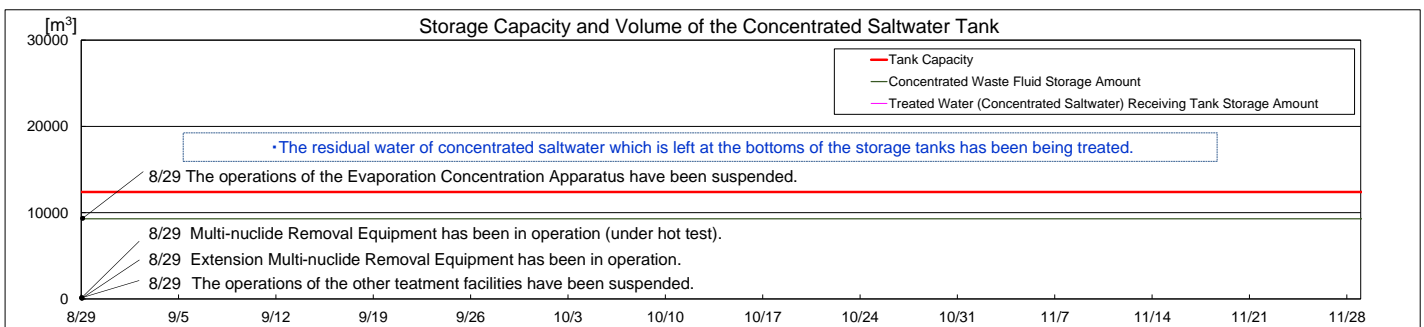 Storage Capacity and Volume of the Concentrated Saltwater Tank
[m³]
30000
20000
10000
0
Tank Capacity
Concentrated Waste Fluid Storage Amount
Treated Water (Concentrated Saltwater) Receiving Tank Storage Amount
・The residual water of concentrated saltwater which is left at the bottoms of the storage tanks has been being treated.
8/29 The operations of the Evaporation Concentration Apparatus have been suspended.
8/29 Multi-nuclide Removal Equipment has been in operation (under hot test).
8/29 Extension Multi-nuclide Removal Equipment has been in operation.
8/29 The operations of the other teatment facilities have been suspended.
8/29 9/5 9/12 9/19 9/26 10/3 10/10 10/17 10/24 10/31 11/7 11/14 11/21 11/28